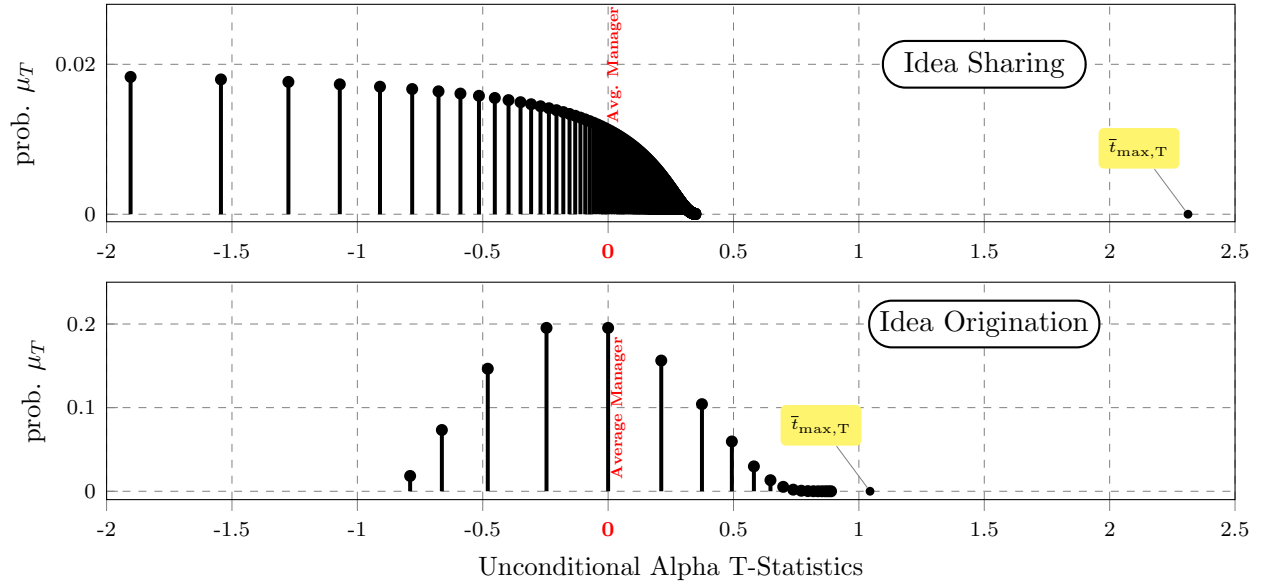 Idea Sharing
Avg. Manager
prob. μ_T
0.02
0
t̄_max,T
-2 -1.5 -1 -0.5 0 0.5 1 1.5 2 2.5
Idea Origination
Average Manager
prob. μ_T
0.2
0.1
0
t̄_max,T
-2 -1.5 -1 -0.5 0 0.5 1 1.5 2 2.5
Unconditional Alpha T-Statistics